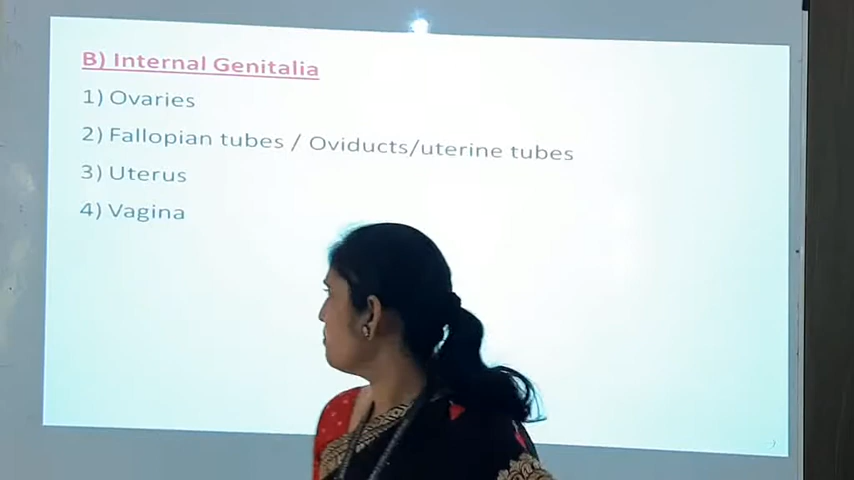 B) Internal Genitalia
1) Ovaries
2) Fallopian tubes / Oviducts/uterine tubes
3) Uterus
4) Vagina